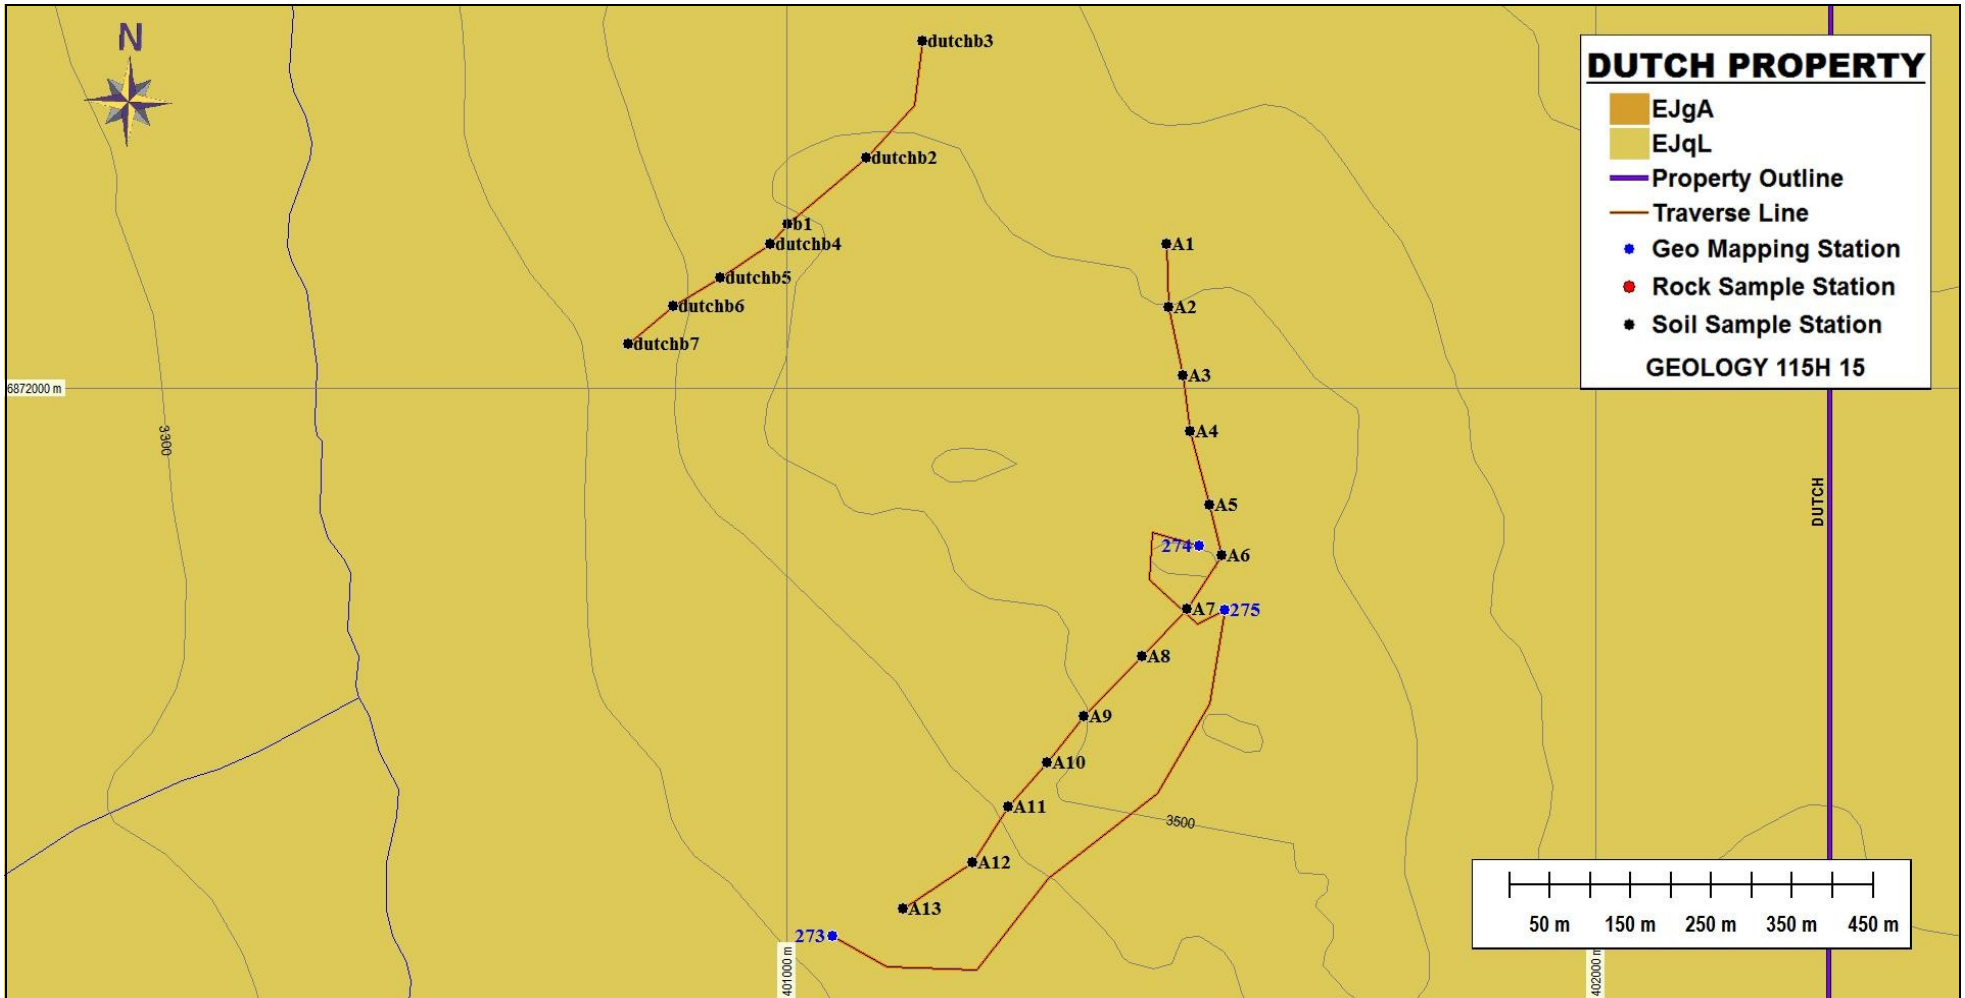 N
DUTCH PROPERTY
EJgA
EJqL
Property Outline
Traverse Line
Geo Mapping Station
Rock Sample Station
Soil Sample Station
GEOLOGY 115H 15
dutchb3
dutchb2
b1
dutchb4
dutchb5
dutchb6
dutchb7
A1
A2
A3
6872000 m
3300
A4
A5
DUTCH
274
A6
A7
275
A8
A9
A10
A11
3500
A12
A13
273
50 m 150 m 250 m 350 m 450 m
401000 m
402000 m